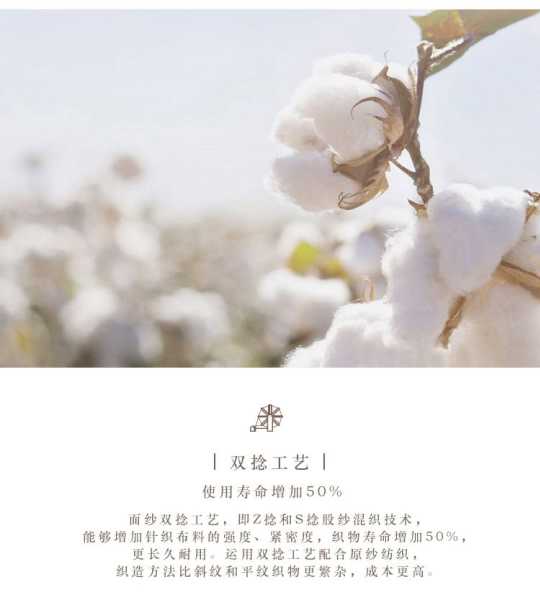 | 双捻工艺 |
使用寿命增加50%
面纱双捻工艺，即Z捻和S捻股纱混织技术，
能够增加针织布料的强度、紧密度，织物寿命增加50%，
更长久耐用。运用双捻工艺配合原纱纺织，
织造方法比斜纹和平纹织物更繁杂，成本更高。